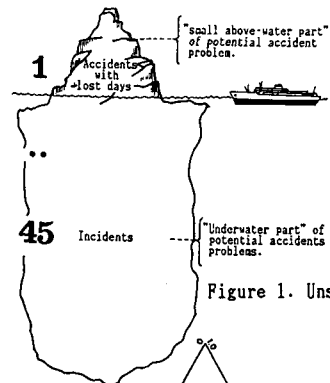 "small above-water part"
of potential accident
problem.
1
Accidents
with
lost days
:
45
Incidents
"Underwater part" of
potential accidents
problems.
Figure 1. Uns